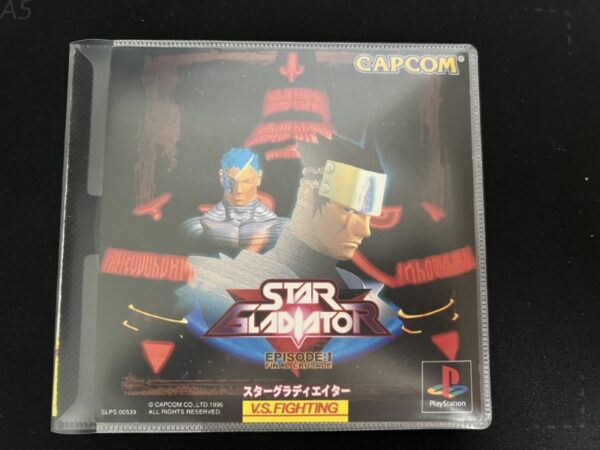 A5
CAPCOM®
STAR
GLADIATOR
EPISODE:I
FINAL CRUSADE
スターグラディエイター
V.S.FIGHTING
SLPS 00539
© CAPCOM CO.,LTD.1996
ALL RIGHTS RESERVED.
PlayStation